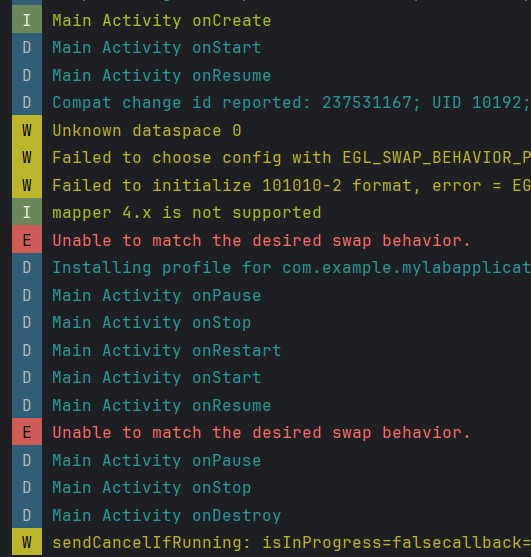 I Main Activity onCreate
D Main Activity onStart
D Main Activity onResume
D Compat change id reported: 237531167; UID 10192;
W Unknown dataspace 0
W Failed to choose config with EGL_SWAP_BEHAVIOR_P
W Failed to initialize 101010-2 format, error = EG
I mapper 4.x is not supported
E Unable to match the desired swap behavior.
D Installing profile for com.example.mylabapplicat
D Main Activity onPause
D Main Activity onStop
D Main Activity onRestart
D Main Activity onStart
D Main Activity onResume
E Unable to match the desired swap behavior.
D Main Activity onPause
D Main Activity onStop
D Main Activity onDestroy
W sendCancelIfRunning: isInProgress=falsecallback=